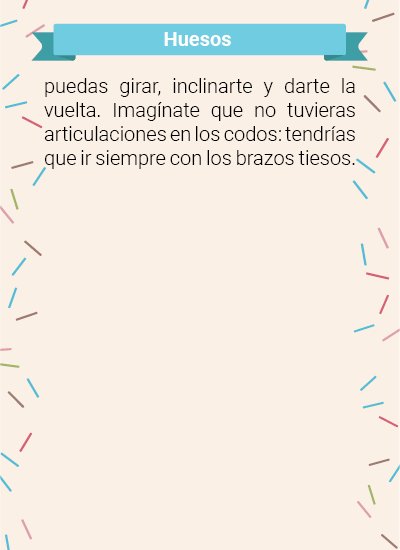 Huesos
puedas girar, inclinarte y darte la
vuelta. Imagínate que no tuvieras
articulaciones en los codos: tendrías
que ir siempre con los brazos tiesos.